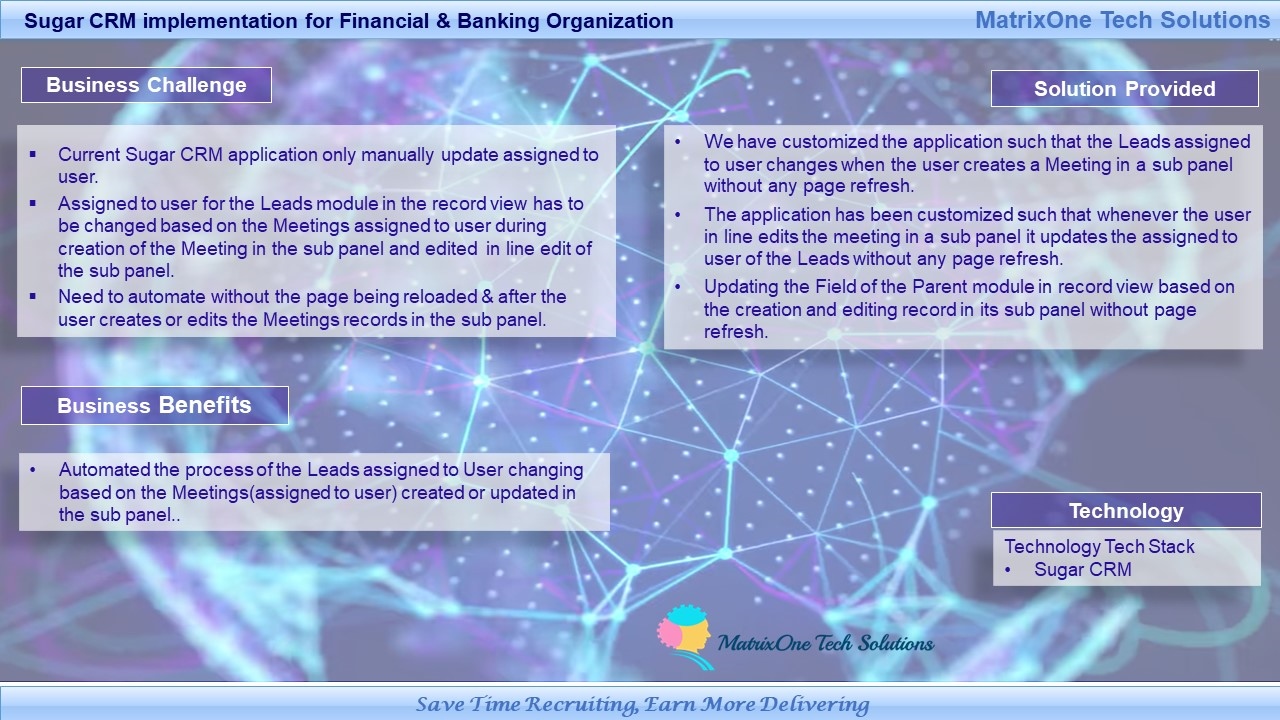 Sugar CRM implementation for Financial & Banking Organization
MatrixOne Tech Solutions
Business Challenge
▪ Current Sugar CRM application only manually update assigned to
user.
▪ Assigned to user for the Leads module in the record view has to
be changed based on the Meetings assigned to user during
creation of the Meeting in the sub panel and edited in line edit of
the sub panel.
▪ Need to automate without the page being reloaded & after the
user creates or edits the Meetings records in the sub panel.
Solution Provided
• We have customized the application such that the Leads assigned
to user changes when the user creates a Meeting in a sub panel
without any page refresh.
• The application has been customized such that whenever the user
in line edits the meeting in a sub panel it updates the assigned to
user of the Leads without any page refresh.
• Updating the Field of the Parent module in record view based on
the creation and editing record in its sub panel without page
refresh.
Business Benefits
• Automated the process of the Leads assigned to User changing
based on the Meetings(assigned to user) created or updated in
the sub panel..
Technology
Technology Tech Stack
• Sugar CRM
MatrixOne Tech Solutions
Save Time Recruiting, Earn More Delivering